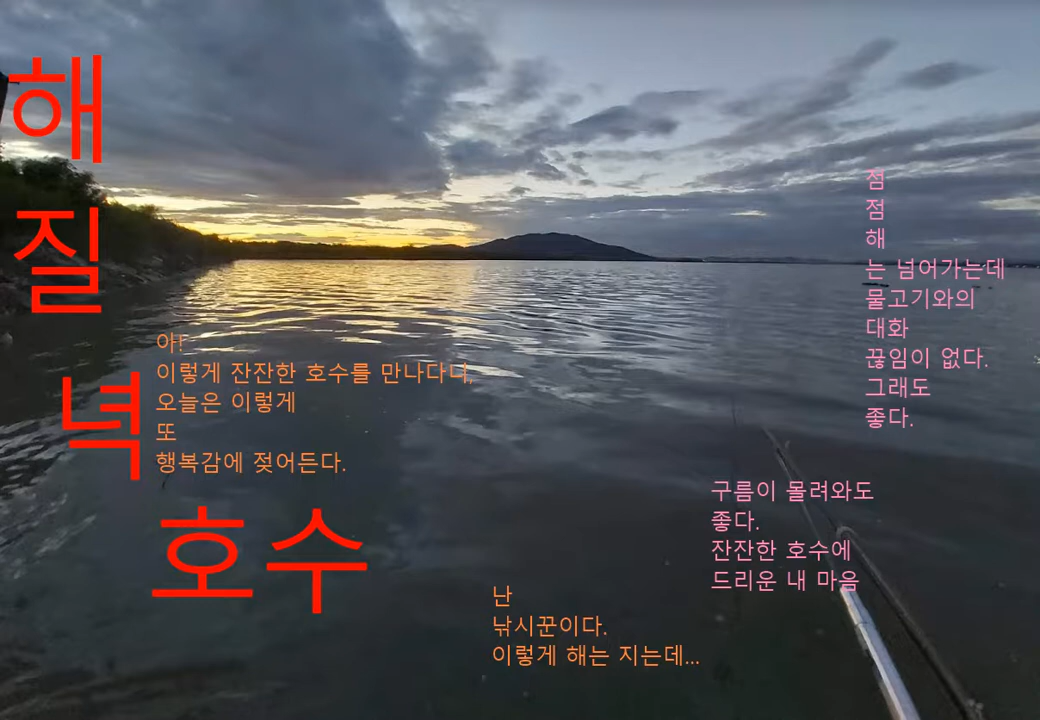 해
질
녘
호수
아!
이렇게 잔잔한 호수를 만나다니,
오늘은 이렇게
또
행복감에 젖어든다.
난
낚시꾼이다.
이렇게 해는 지는데...
점
점
해
는 넘어가는데
물고기와의
대화
끊임이 없다.
그래도
좋다.
구름이 몰려와도
좋다.
잔잔한 호수에
드리운 내 마음